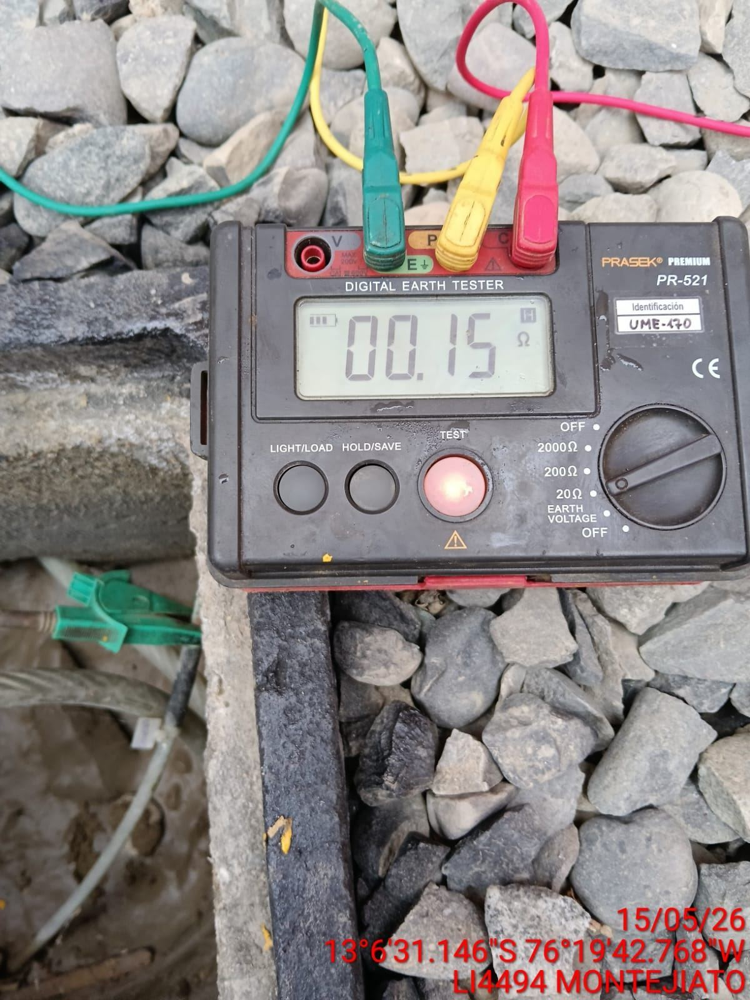 V
MAX
200V
E
P
C
PRASEK® PREMIUM
PR-521
DIGITAL EARTH TESTER
Identificación
UME-170
H
00.15
Ω
CE
OFF
2000Ω
200Ω
20Ω
EARTH
VOLTAGE
OFF
LIGHT/LOAD
HOLD/SAVE
TEST
15/05/26
13°6'31.146"S 76°19'42.768"W
LI4494 MONTEJIATO